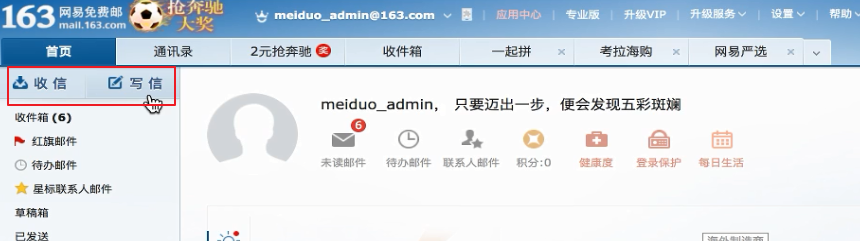 163 网易免费邮 mail.163.com 抢奔驰大奖 meiduo_admin@163.com 应用中心 | 专业版 升级VIP 升级服务 设置 帮助
首页 通讯录 2元抢奔驰 奖 收件箱 一起拼 × 考拉海购 × 网易严选 ×
收信 写信
收件箱 (6)
红旗邮件
待办邮件
星标联系人邮件
草稿箱
已发送
meiduo_admin， 只要迈出一步，便会发现五彩斑斓
6
未读邮件 待办邮件 联系人邮件 积分:0 健康度 登录保护 每日生活
海外制造商